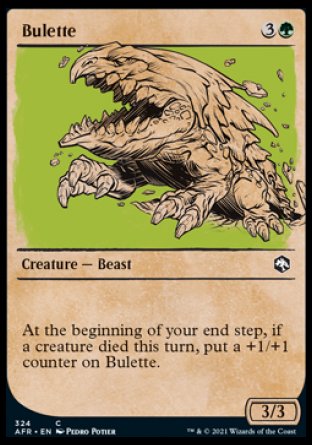 Bulette 3
Creature — Beast
At the beginning of your end step, if
a creature died this turn, put a +1/+1
counter on Bulette.
3/3
324 C
AFR • EN Pedro Potier
™ & © 2021 Wizards of the Coast